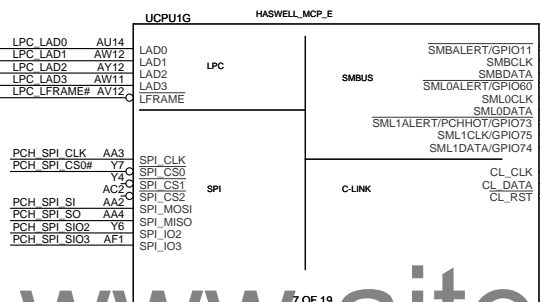 UCPU1G
HASWELL_MCP_E
LPC_LAD0 AU14 LAD0
LPC_LAD1 AW12 LAD1
LPC_LAD2 AY12 LAD2
LPC_LAD3 AW11 LAD3
LPC_LFRAME# AV12 LFRAME
LPC
SMBUS
SMBALERT/GPIO11
SMBCLK
SMBDATA
SML0ALERT/GPIO60
SML0CLK
SML0DATA
SML1ALERT/PCHHOT/GPIO73
SML1CLK/GPIO75
SML1DATA/GPIO74
PCH_SPI_CLK AA3 SPI_CLK
PCH_SPI_CS0# Y7 SPI_CS0
Y4 SPI_CS1
AC2 SPI_CS2
PCH_SPI_SI AA2 SPI_MOSI
PCH_SPI_SO AA4 SPI_MISO
PCH_SPI_SIO2 Y6 SPI_IO2
PCH_SPI_SIO3 AF1 SPI_IO3
SPI
C-LINK
CL_CLK
CL_DATA
CL_RST
7 OF 19